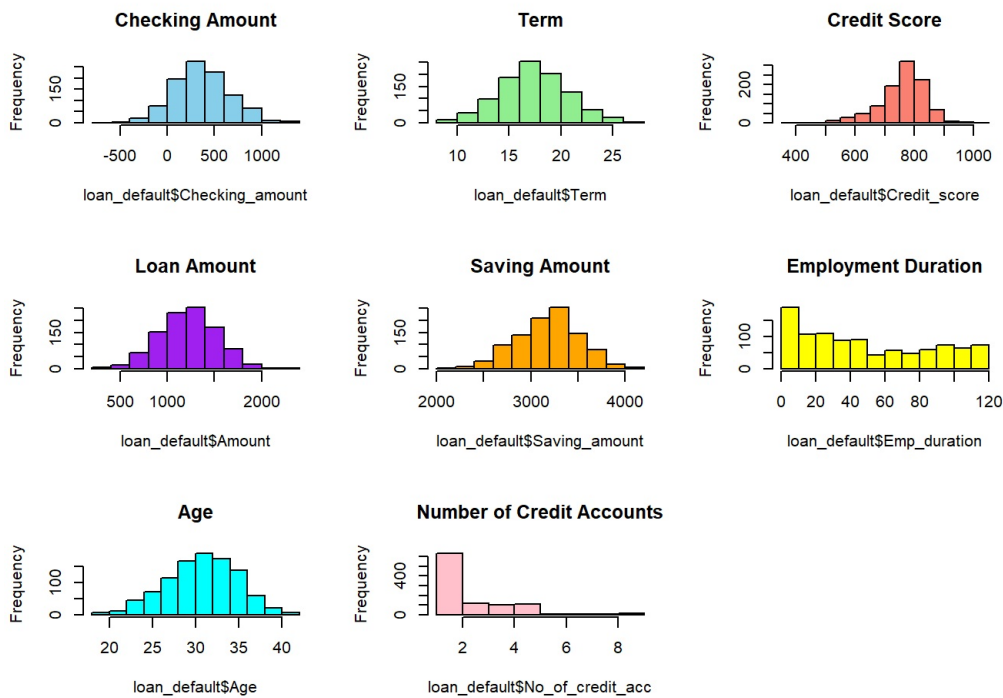 Checking Amount
Frequency
0
150
-500 0 500 1000
loan_default$Checking_amount
Term
Frequency
0
150
10 15 20 25
loan_default$Term
Credit Score
Frequency
0
200
400 600 800 1000
loan_default$Credit_score
Loan Amount
Frequency
0
150
500 1000 2000
loan_default$Amount
Saving Amount
Frequency
0
150
2000 3000 4000
loan_default$Saving_amount
Employment Duration
Frequency
0
100
0 20 40 60 80 120
loan_default$Emp_duration
Age
Frequency
0
100
20 25 30 35 40
loan_default$Age
Number of Credit Accounts
Frequency
0
400
2 4 6 8
loan_default$No_of_credit_acc